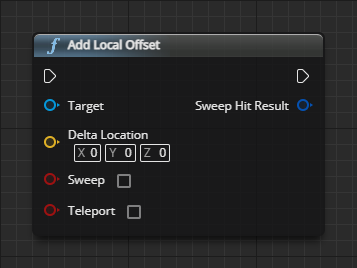 f Add Local Offset
Target
Sweep Hit Result
Delta Location
X 0 Y 0 Z 0
Sweep
Teleport